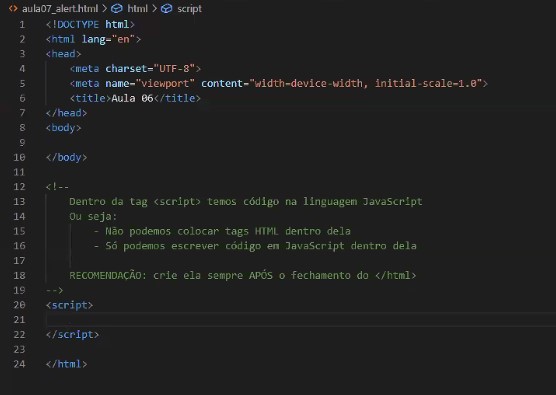 aula07_alert.html > html > script
1 <!DOCTYPE html>
2 <html lang="en">
3 <head>
4 <meta charset="UTF-8">
5 <meta name="viewport" content="width=device-width, initial-scale=1.0">
6 <title>Aula 06</title>
7 </head>
8 <body>
9
10 </body>
11
12 <!--
13 Dentro da tag <script> temos código na linguagem JavaScript
14 Ou seja:
15 - Não podemos colocar tags HTML dentro dela
16 - Só podemos escrever código em JavaScript dentro dela
17
18 RECOMENDAÇÃO: crie ela sempre APÓS o fechamento do </html>
19 -->
20 <script>
21
22 </script>
23
24 </html>